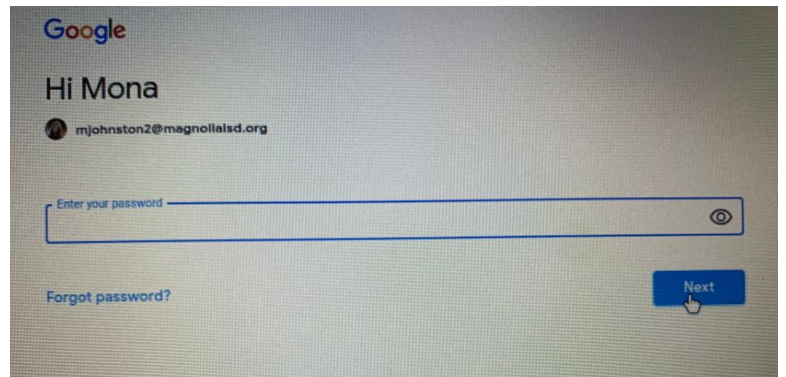 Google
Hi Mona
mjohnston2@magnoliaisd.org
Enter your password
Forgot password?
Next